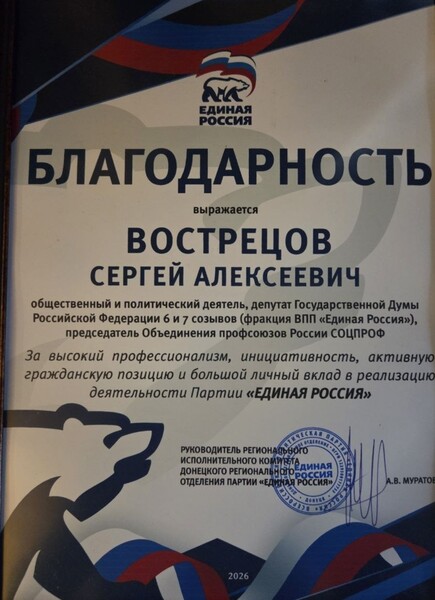 ЕДИНАЯ
РОССИЯ
БЛАГОДАРНОСТЬ
выражается
ВОСТРЕЦОВ
СЕРГЕЙ АЛЕКСЕЕВИЧ
общественный и политический деятель, депутат Государственной Думы
Российской Федерации 6 и 7 созывов (фракция ВПП «Единая Россия»),
председатель Объединения профсоюзов России СОЦПРОФ
За высокий профессионализм, инициативность, активную
гражданскую позицию и большой личный вклад в реализацию
деятельности Партии «ЕДИНАЯ РОССИЯ»
РУКОВОДИТЕЛЬ РЕГИОНАЛЬНОГО
ИСПОЛНИТЕЛЬНОГО КОМИТЕТА
ДОНЕЦКОГО РЕГИОНАЛЬНОГО
ОТДЕЛЕНИЯ ПАРТИИ «ЕДИНАЯ РОССИЯ»
ЕДИНАЯ
РОССИЯ
А.В. МУРАТОВ
2026